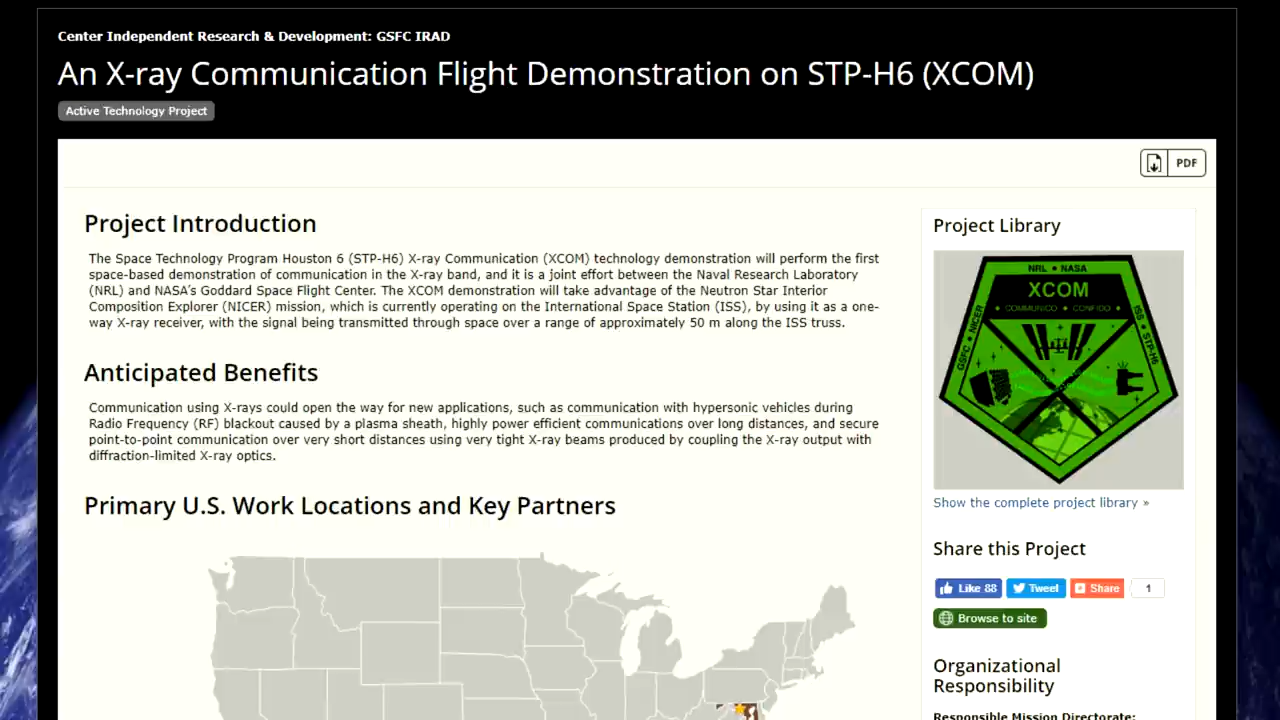 Center Independent Research & Development: GSFC IRAD
An X-ray Communication Flight Demonstration on STP-H6 (XCOM)
Active Technology Project
PDF
Project Introduction
The Space Technology Program Houston 6 (STP-H6) X-ray Communication (XCOM) technology demonstration will perform the first
space-based demonstration of communication in the X-ray band, and it is a joint effort between the Naval Research Laboratory
(NRL) and NASA's Goddard Space Flight Center. The XCOM demonstration will take advantage of the Neutron Star Interior
Composition Explorer (NICER) mission, which is currently operating on the International Space Station (ISS), by using it as a one-
way X-ray receiver, with the signal being transmitted through space over a range of approximately 50 m along the ISS truss.
Anticipated Benefits
Communication using X-rays could open the way for new applications, such as communication with hypersonic vehicles during
Radio Frequency (RF) blackout caused by a plasma sheath, highly power efficient communications over long distances, and secure
point-to-point communication over very short distances using very tight X-ray beams produced by coupling the X-ray output with
diffraction-limited X-ray optics.
Primary U.S. Work Locations and Key Partners
Project Library
NRL • NASA
XCOM
• COMMUNICO • CONFIDO •
GSFC • NICER
ISS • STP-H6
Show the complete project library »
Share this Project
Like 88
Tweet
Share
1
Browse to site
Organizational
Responsibility
Responsible Mission Directorate: